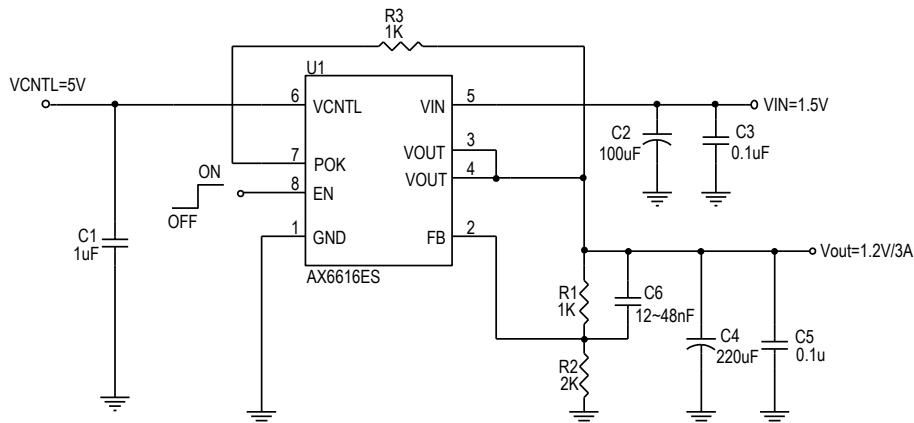 R3
1K
U1
VCNTL=5V
6
VCNTL
VIN
5
VIN=1.5V
3
VOUT
C2
100uF
C3
0.1uF
7
POK
VOUT
4
ON
OFF
8
EN
C1
1uF
1
GND
FB
2
AX6616ES
Vout=1.2V/3A
R1
1K
C6
12~48nF
C4
220uF
C5
0.1u
R2
2K